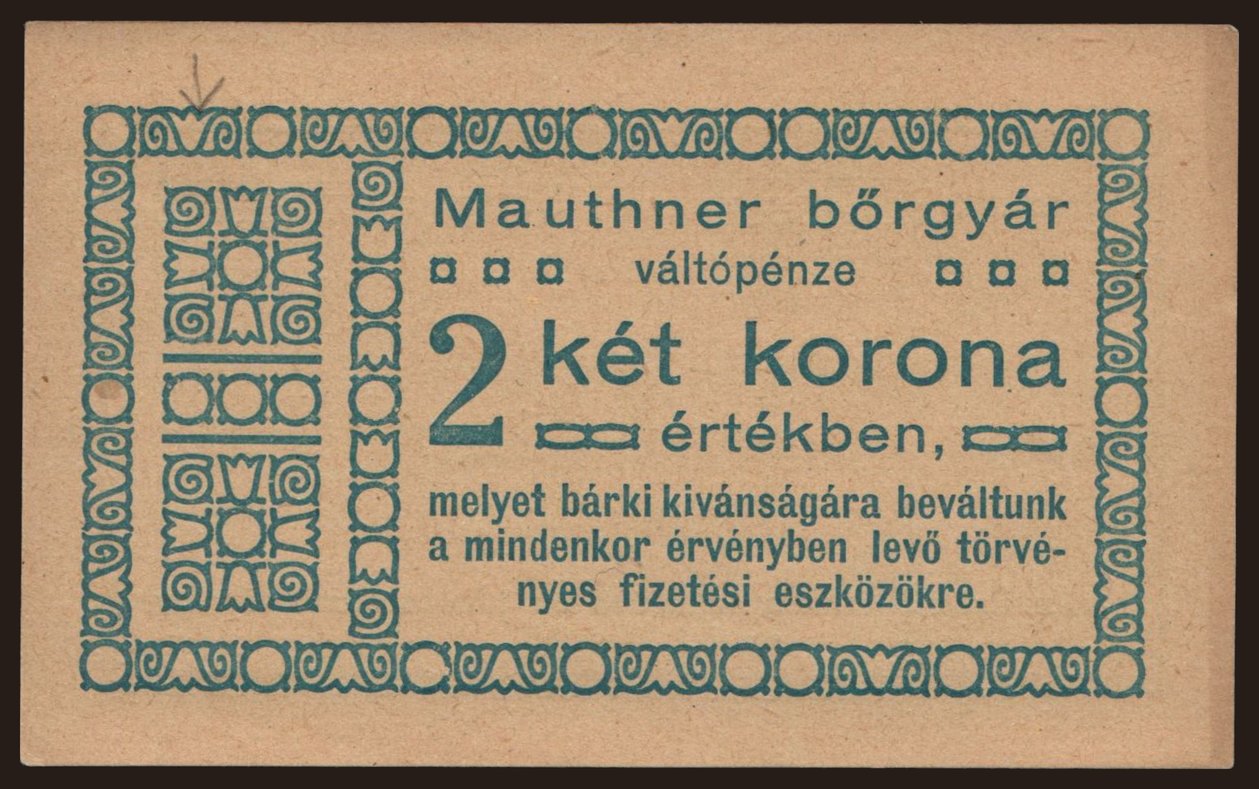 Mauthner bőrgyár
váltópénze
2 két korona
értékben,
melyet bárki kivánságára beváltunk
a mindenkor érvényben levő törvé-
nyes fizetési eszközökre.